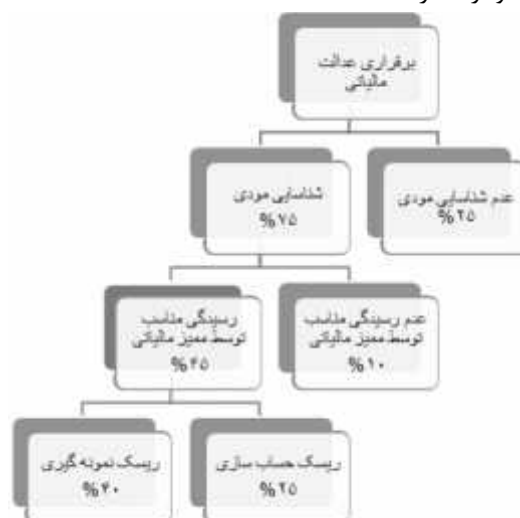 برقراری عدالت
مالیاتی
شناسایی مودی
%۷۵
عدم شناسایی مودی
%۲۵
رسیدگی مناسب
توسط ممیز مالیاتی
%۴۵
عدم رسیدگی مناسب
توسط ممیز مالیاتی
%۱۰
ریسک نمونه گیری
%۴۰
ریسک حساب سازی
%۲۵